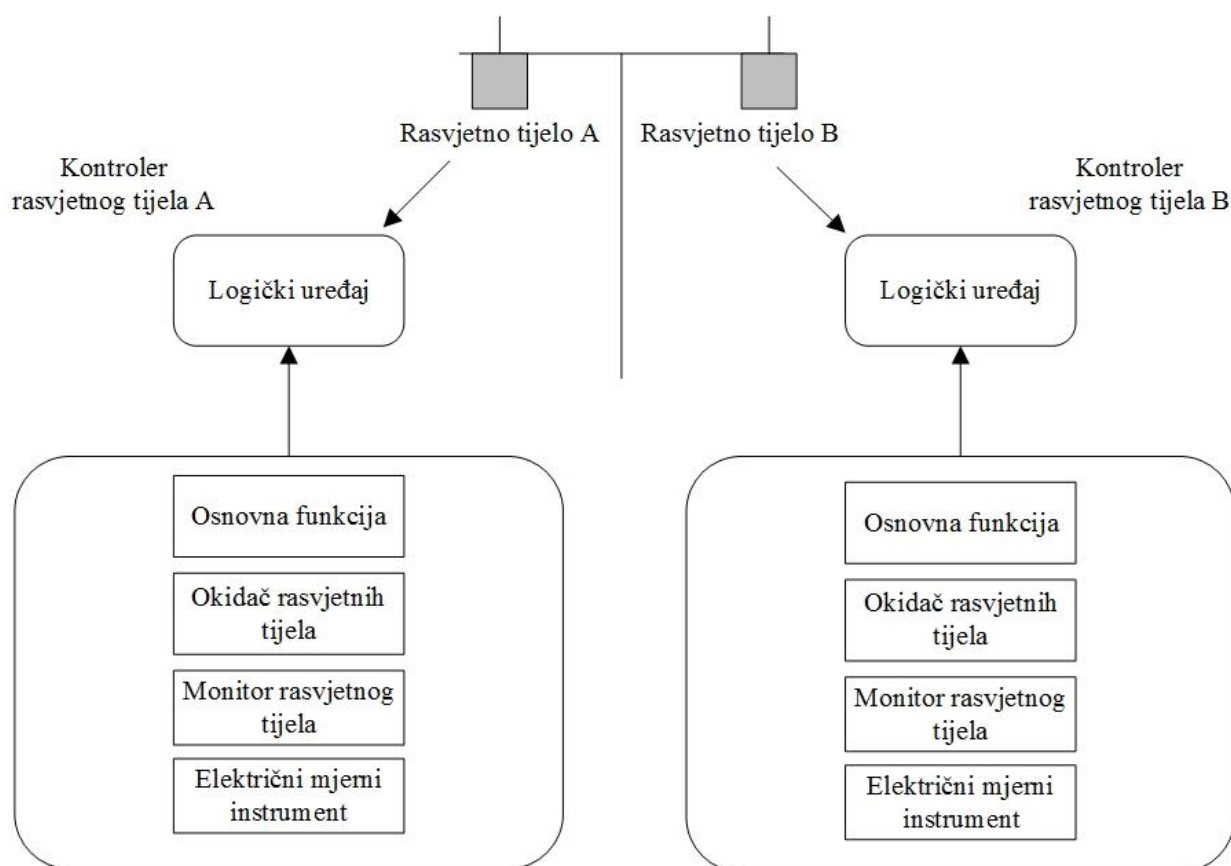 Rasvjetno tijelo A
Rasvjetno tijelo B
Kontroler
rasvjetnog tijela A
Kontroler
rasvjetnog tijela B
Logički uređaj
Logički uređaj
Osnovna funkcija
Okidač rasvjetnih
tijela
Monitor rasvjetnog
tijela
Električni mjerni
instrument
Osnovna funkcija
Okidač rasvjetnih
tijela
Monitor rasvjetnog
tijela
Električni mjerni
instrument